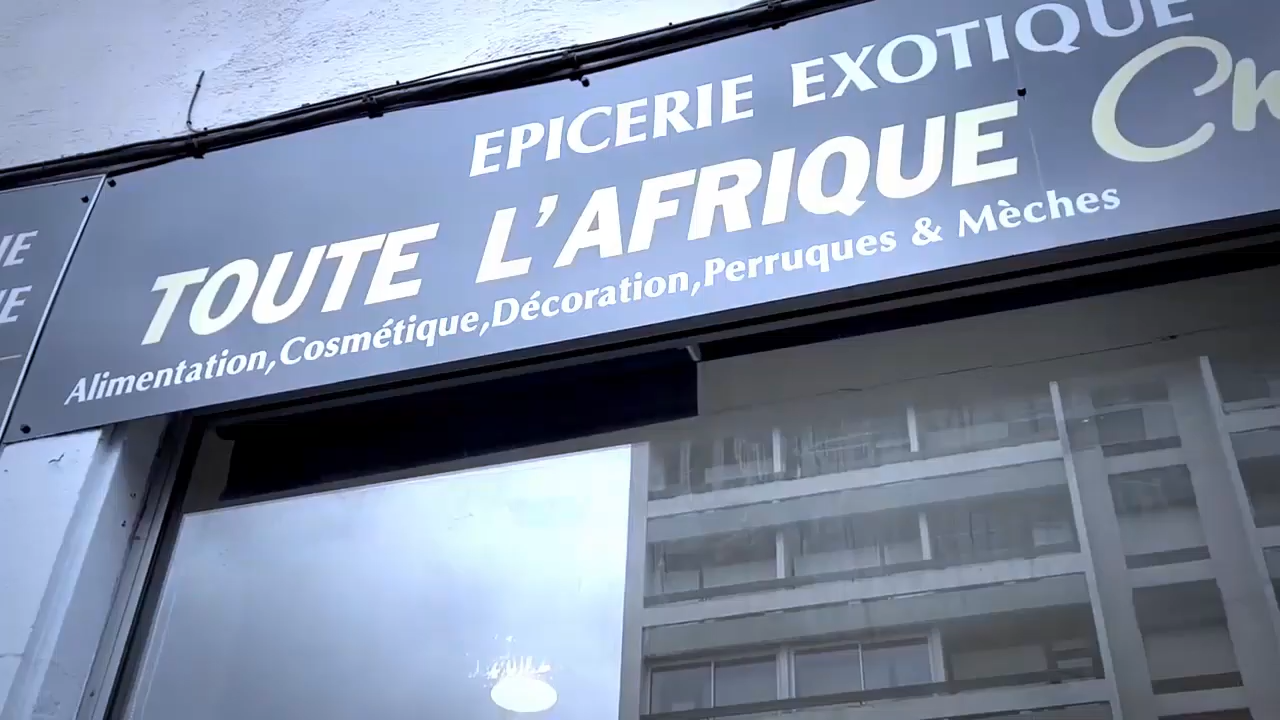 EPICERIE EXOTIQUE
TOUTE L'AFRIQUE
Alimentation,Cosmétique,Décoration,Perruques & Mèches